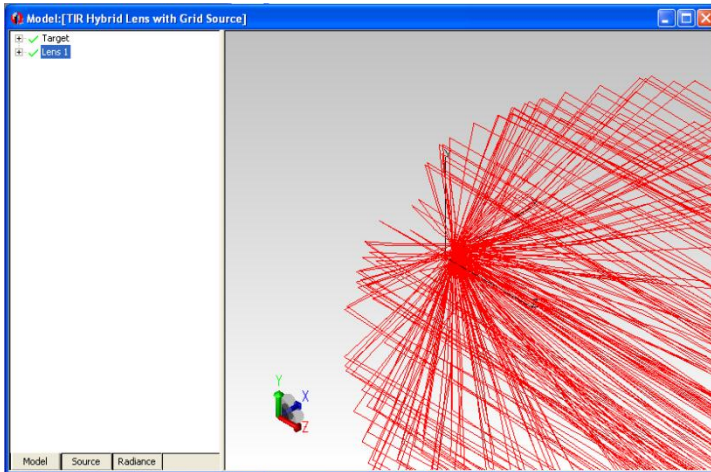 Model:[TIR Hybrid Lens with Grid Source]
Target
Lens 1
Y
X
Z
Model Source Radiance